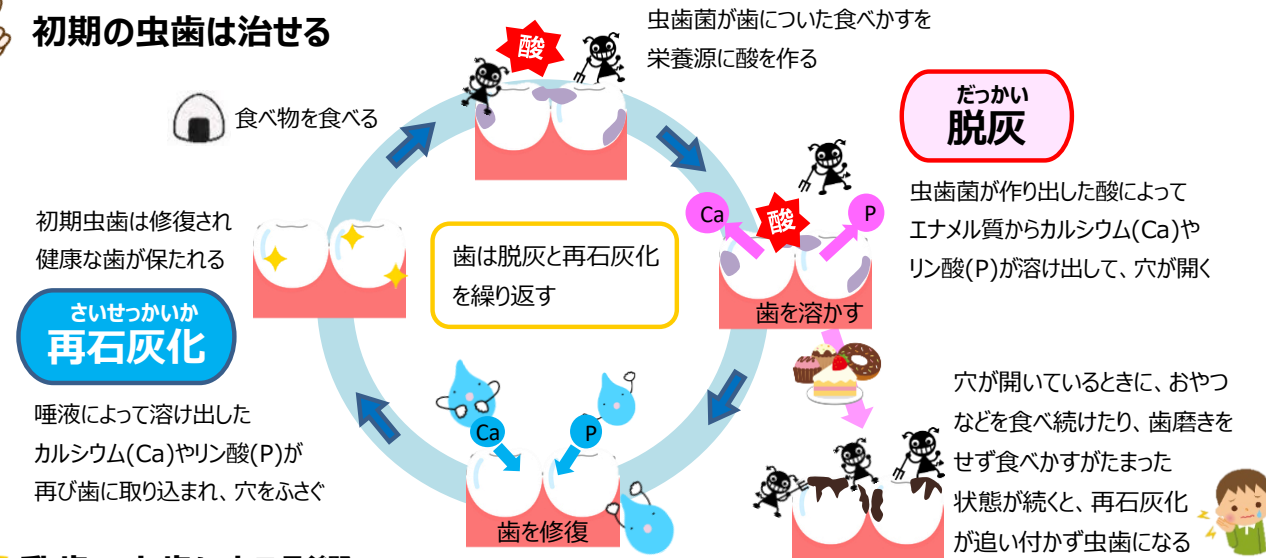 初期の虫歯は治せる
虫歯菌が歯についた食べかすを
栄養源に酸を作る
酸
食べ物を食べる
だっかい
脱灰
虫歯菌が作り出した酸によって
エナメル質からカルシウム(Ca)や
リン酸(P)が溶け出して、穴が開く
Ca
酸
P
歯を溶かす
初期虫歯は修復され
健康な歯が保たれる
歯は脱灰と再石灰化
を繰り返す
さいせっかいか
再石灰化
唾液によって溶け出した
カルシウム(Ca)やリン酸(P)が
再び歯に取り込まれ、穴をふさぐ
Ca
P
歯を修復
穴が開いているときに、おやつ
などを食べ続けたり、歯磨きを
せず食べかすがたまった
状態が続くと、再石灰化
が追い付かず虫歯になる